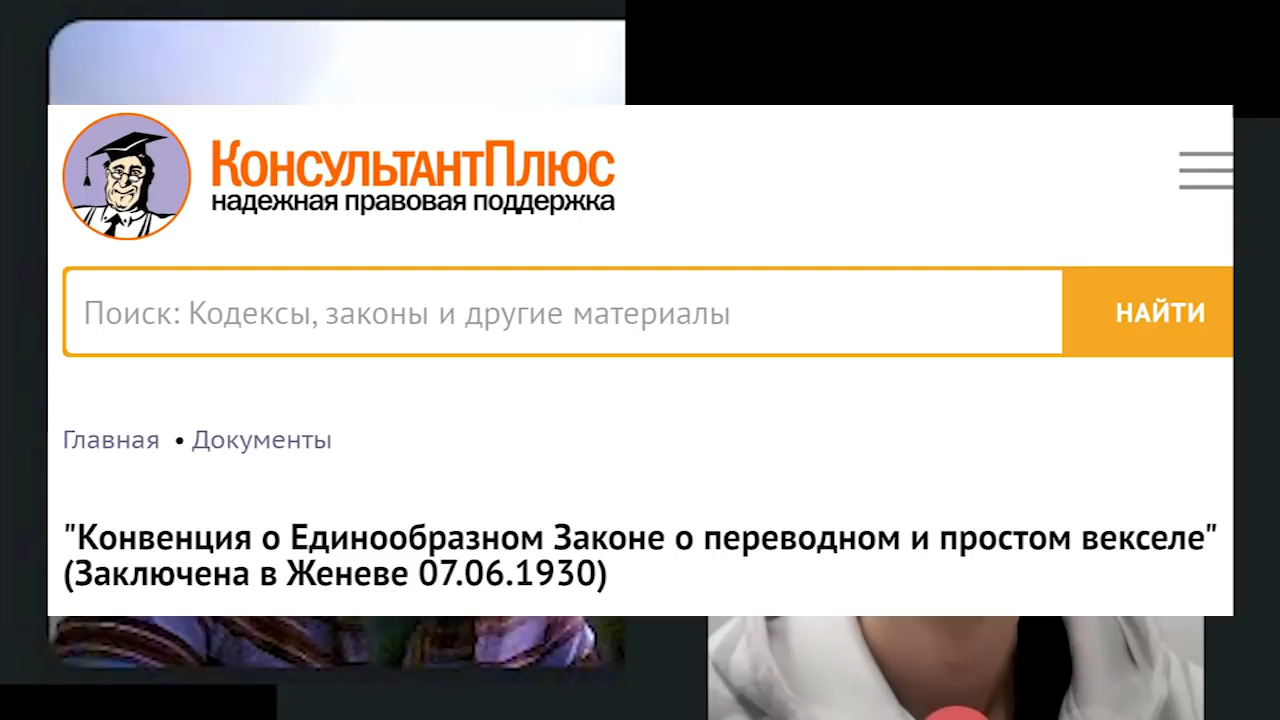 КонсультантПлюс
надежная правовая поддержка
Поиск: Кодексы, законы и другие материалы
НАЙТИ
Главная • Документы
"Конвенция о Единообразном Законе о переводном и простом векселе"
(Заключена в Женеве 07.06.1930)